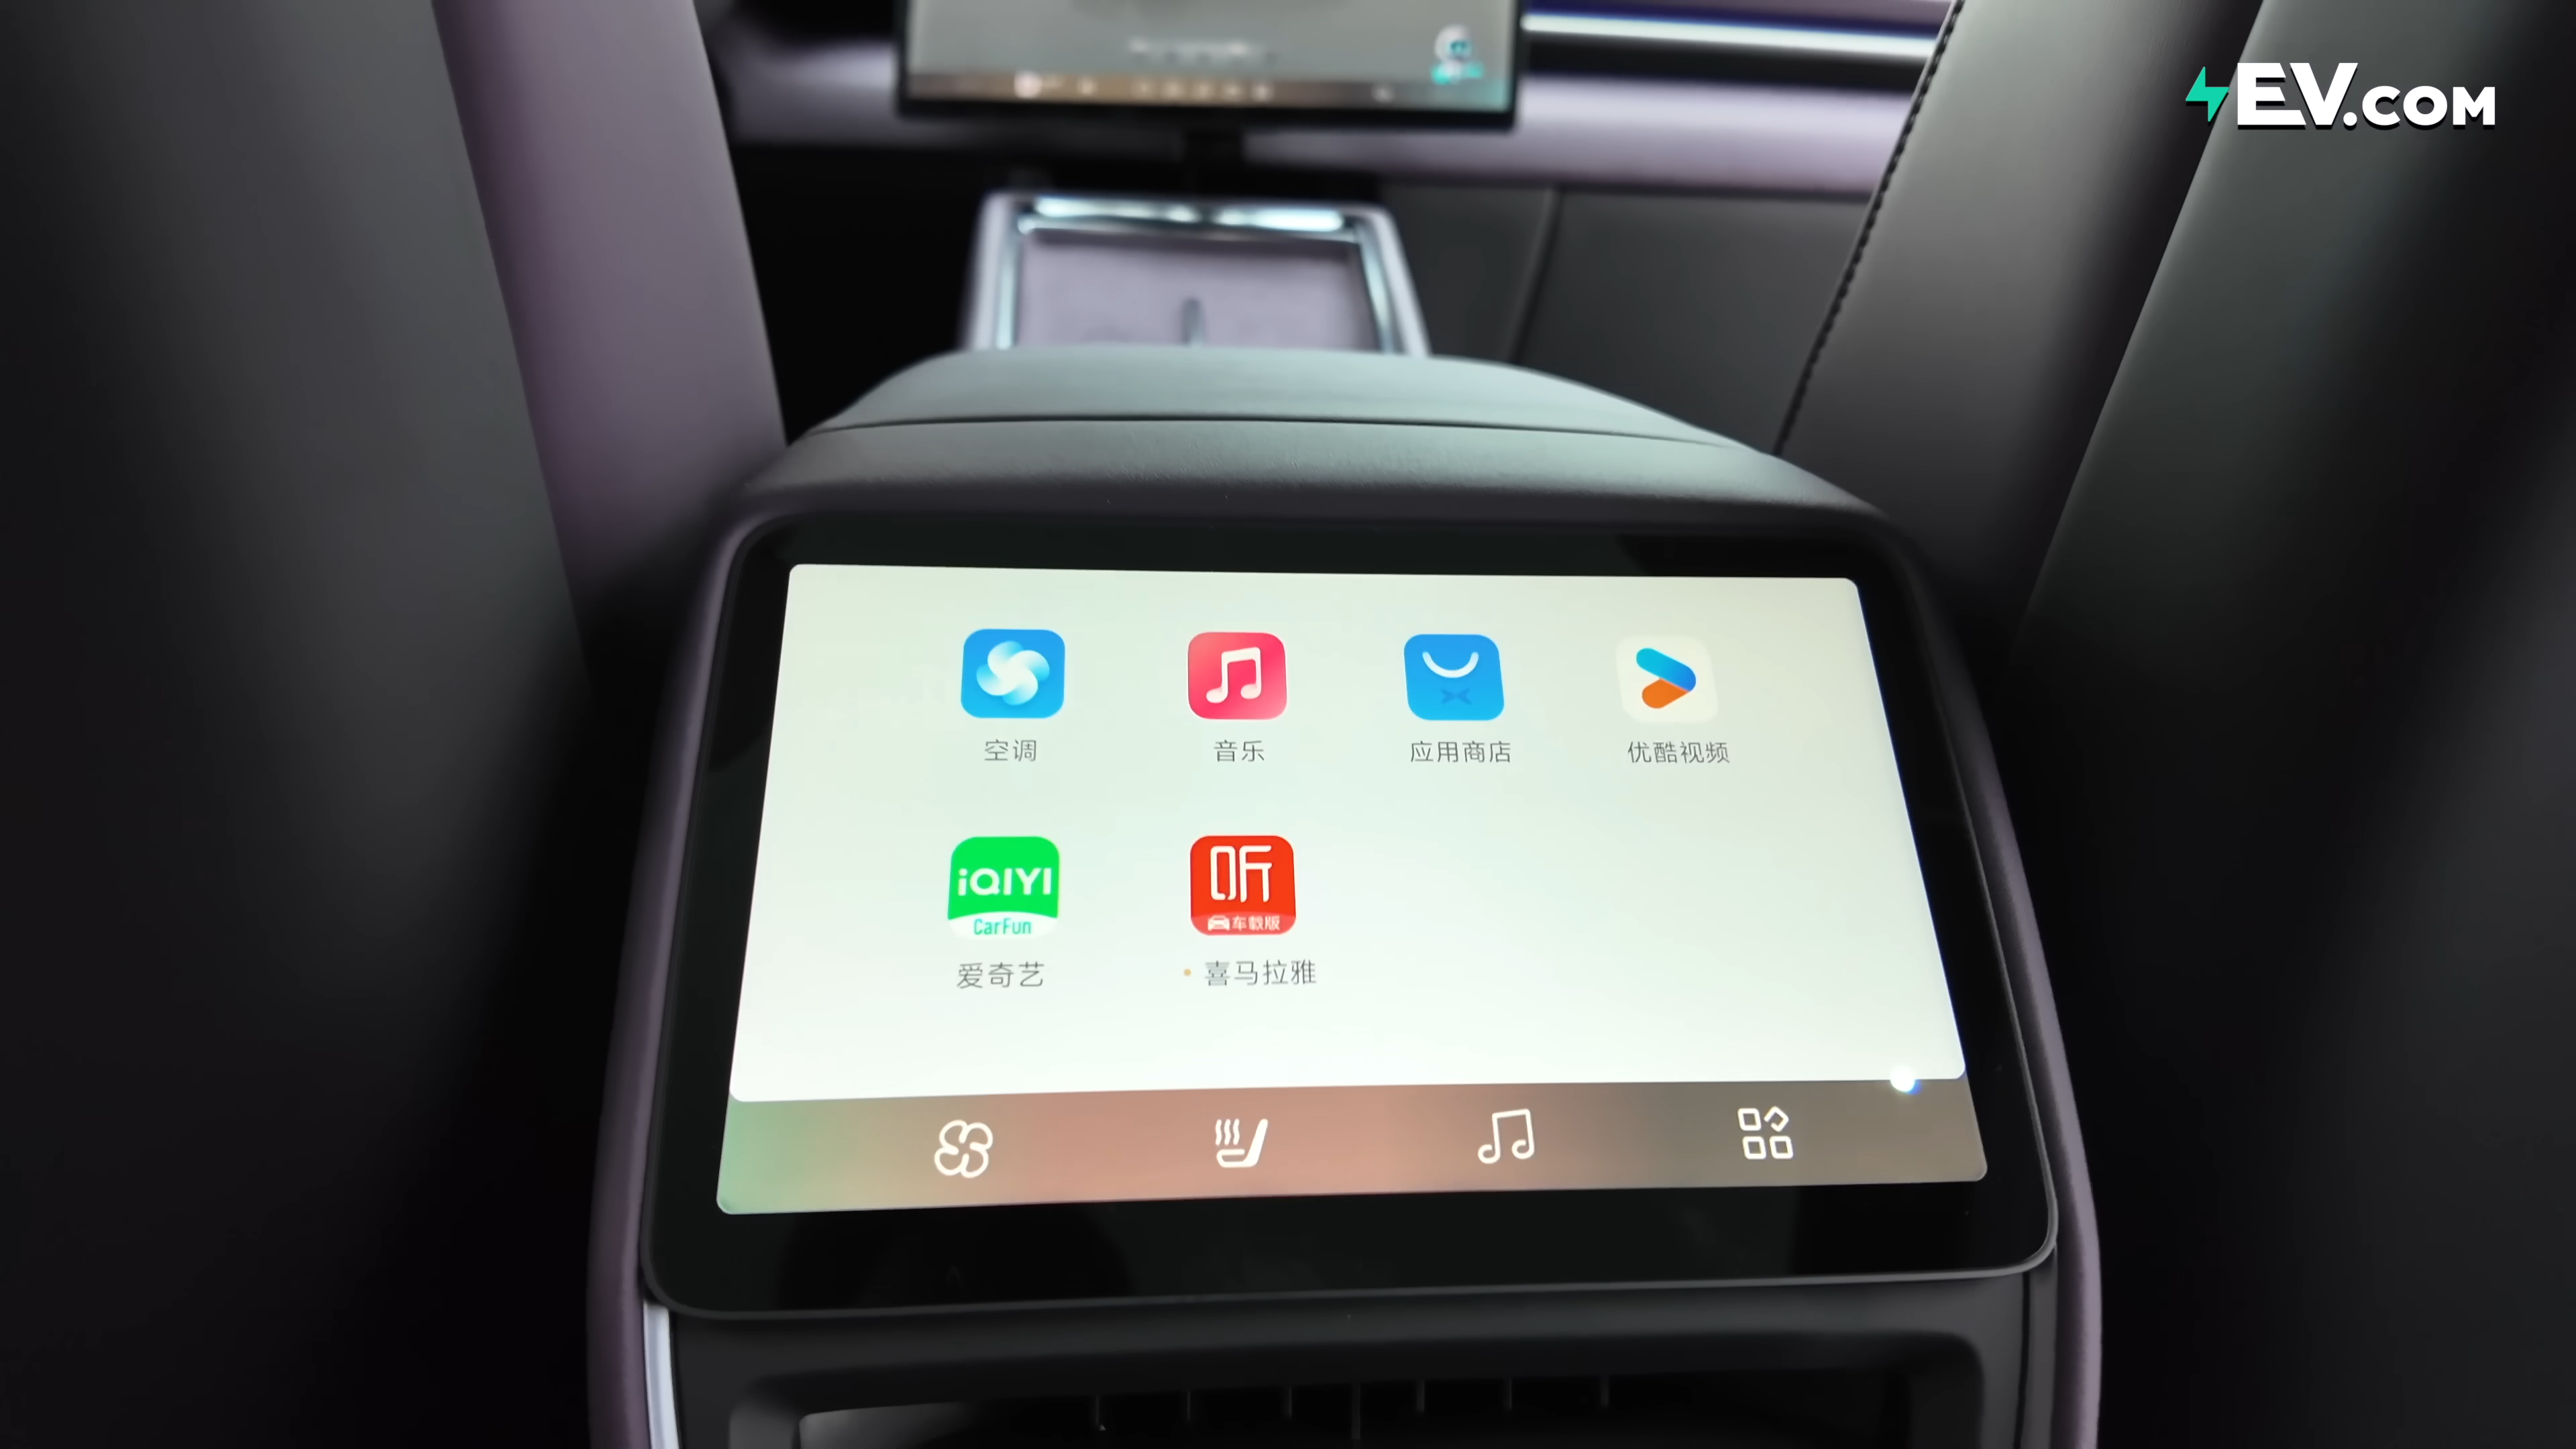 EV.COM
空调
音乐
应用商店
优酷视频
iQIYI
CarFun
听
车载版
爱奇艺
喜马拉雅